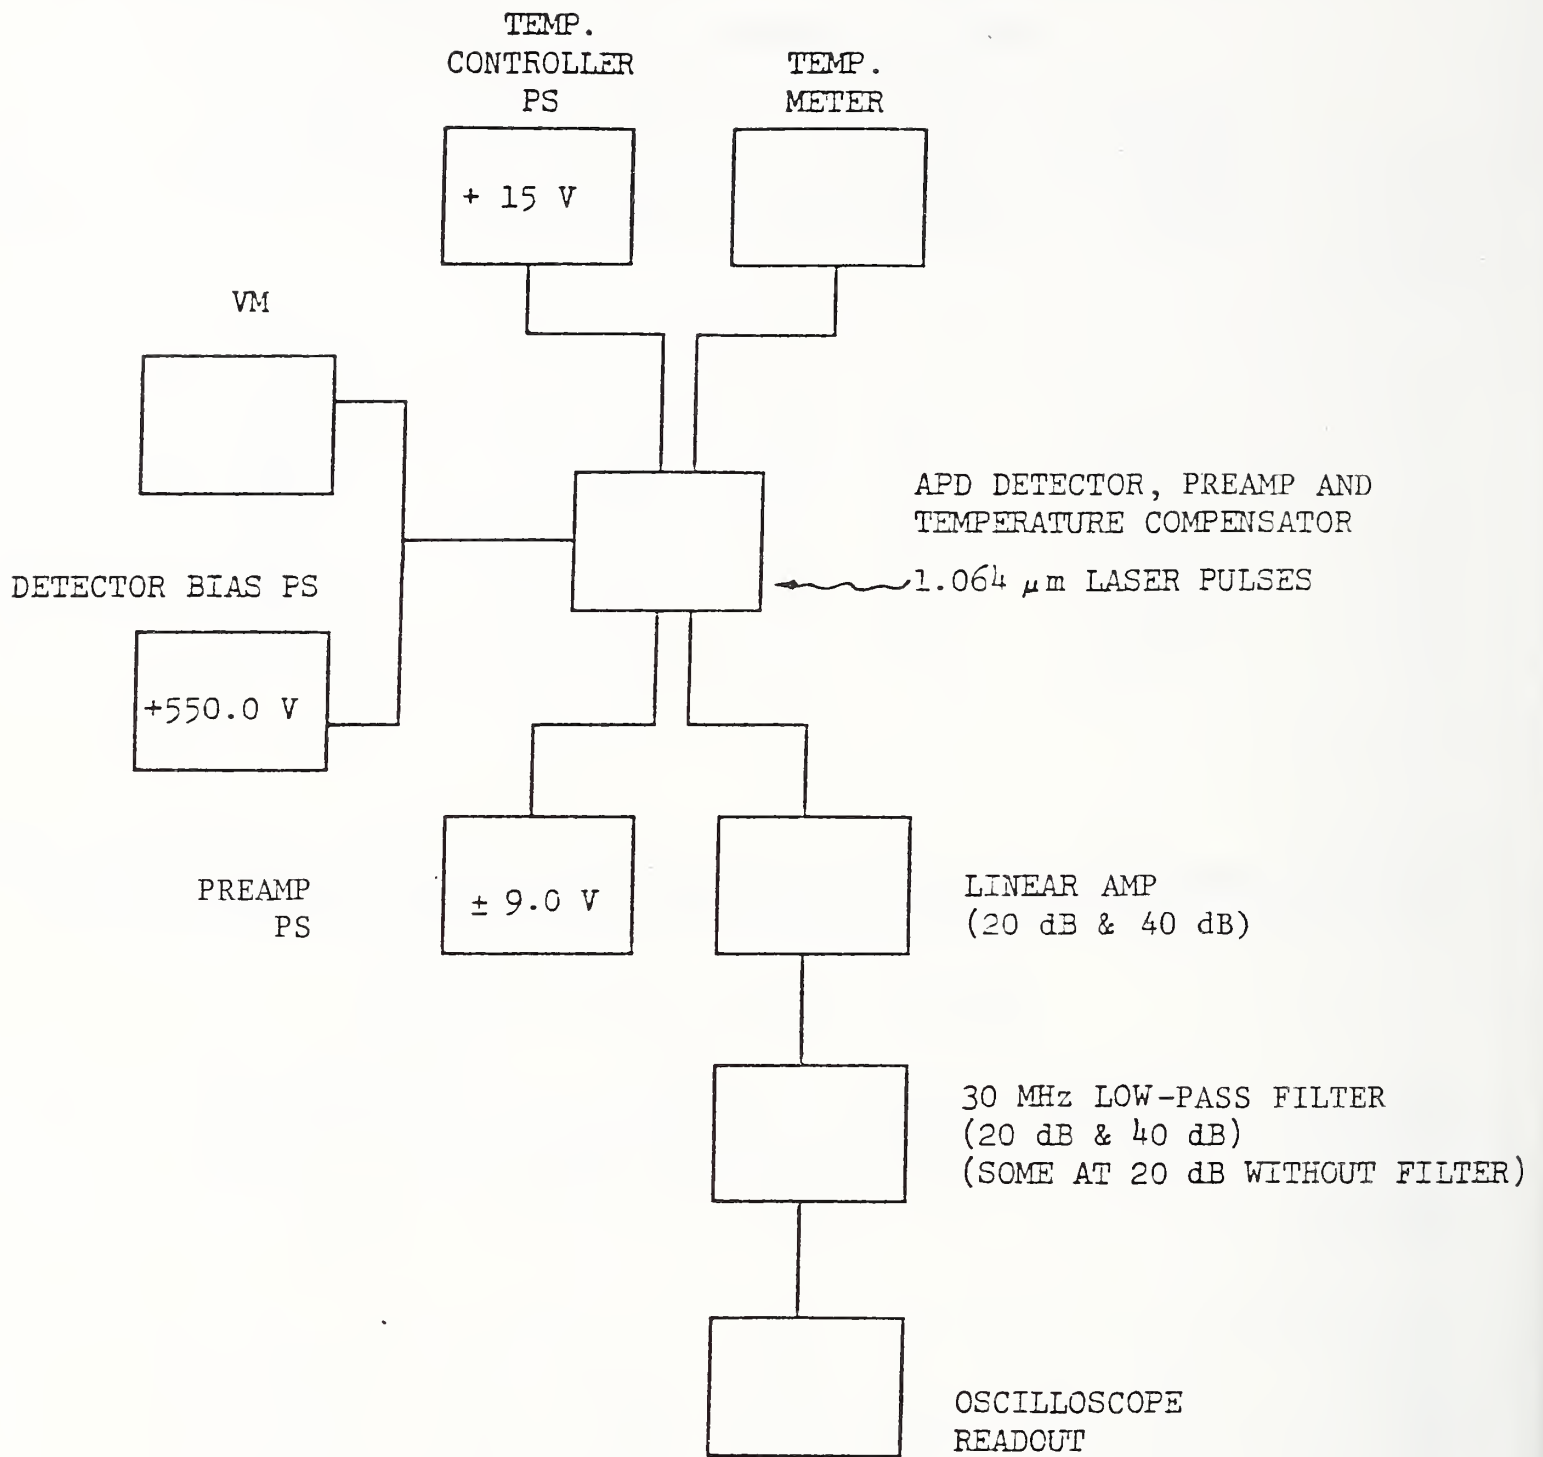 TEMP.
CONTROLLER
PS
TEMP.
METER
+ 15 V
VM
APD DETECTOR, PREAMP AND
TEMPERATURE COMPENSATOR
1.064 μm LASER PULSES
DETECTOR BIAS PS
+550.0 V
PREAMP
PS
± 9.0 V
LINEAR AMP
(20 dB & 40 dB)
30 MHz LOW-PASS FILTER
(20 dB & 40 dB)
(SOME AT 20 dB WITHOUT FILTER)
OSCILLOSCOPE
READOUT